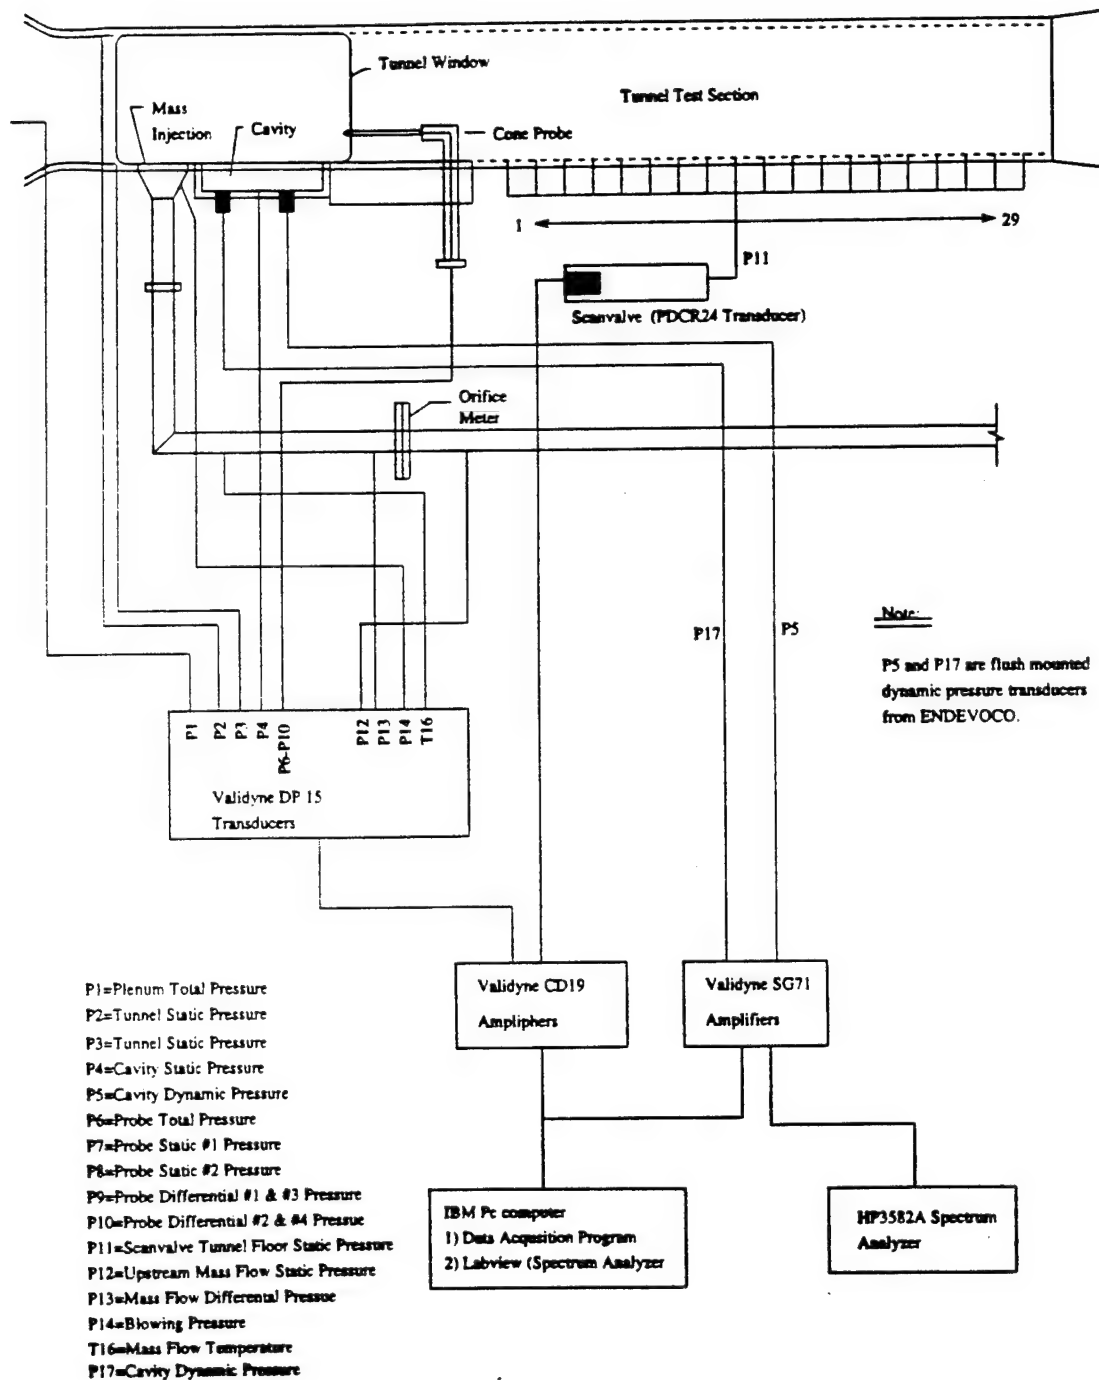 Tunnel Window
Tunnel Test Section
Mass
Injection
Cavity
Cone Probe
1
29
P11
Scanvalve (PDCR24 Transducer)
Orifice
Meter
P17
P5
Note:
P5 and P17 are flush mounted
dynamic pressure transducers
from ENDEVOCO.
P1
P2
P3
P4
P6-P10
P12
P13
P14
T16
Validyne DP 15
Transducers
Validyne CD19
Ampliphers
Validyne SG71
Amplifiers
P1=Plenum Total Pressure
P2=Tunnel Static Pressure
P3=Tunnel Static Pressure
P4=Cavity Static Pressure
P5=Cavity Dynamic Pressure
P6=Probe Total Pressure
P7=Probe Static #1 Pressure
P8=Probe Static #2 Pressure
P9=Probe Differential #1 & #3 Pressure
P10=Probe Differential #2 & #4 Pressue
P11=Scanvalve Tunnel Floor Static Pressure
P12=Upstream Mass Flow Static Pressure
P13=Mass Flow Differental Pressue
P14=Blowing Pressure
T16=Mass Flow Temperature
P17=Cavity Dynamic Pressure
IBM Pc computer
1) Data Acqusition Program
2) Labview (Spectrum Analyzer
HP3582A Spectrum
Analyzer